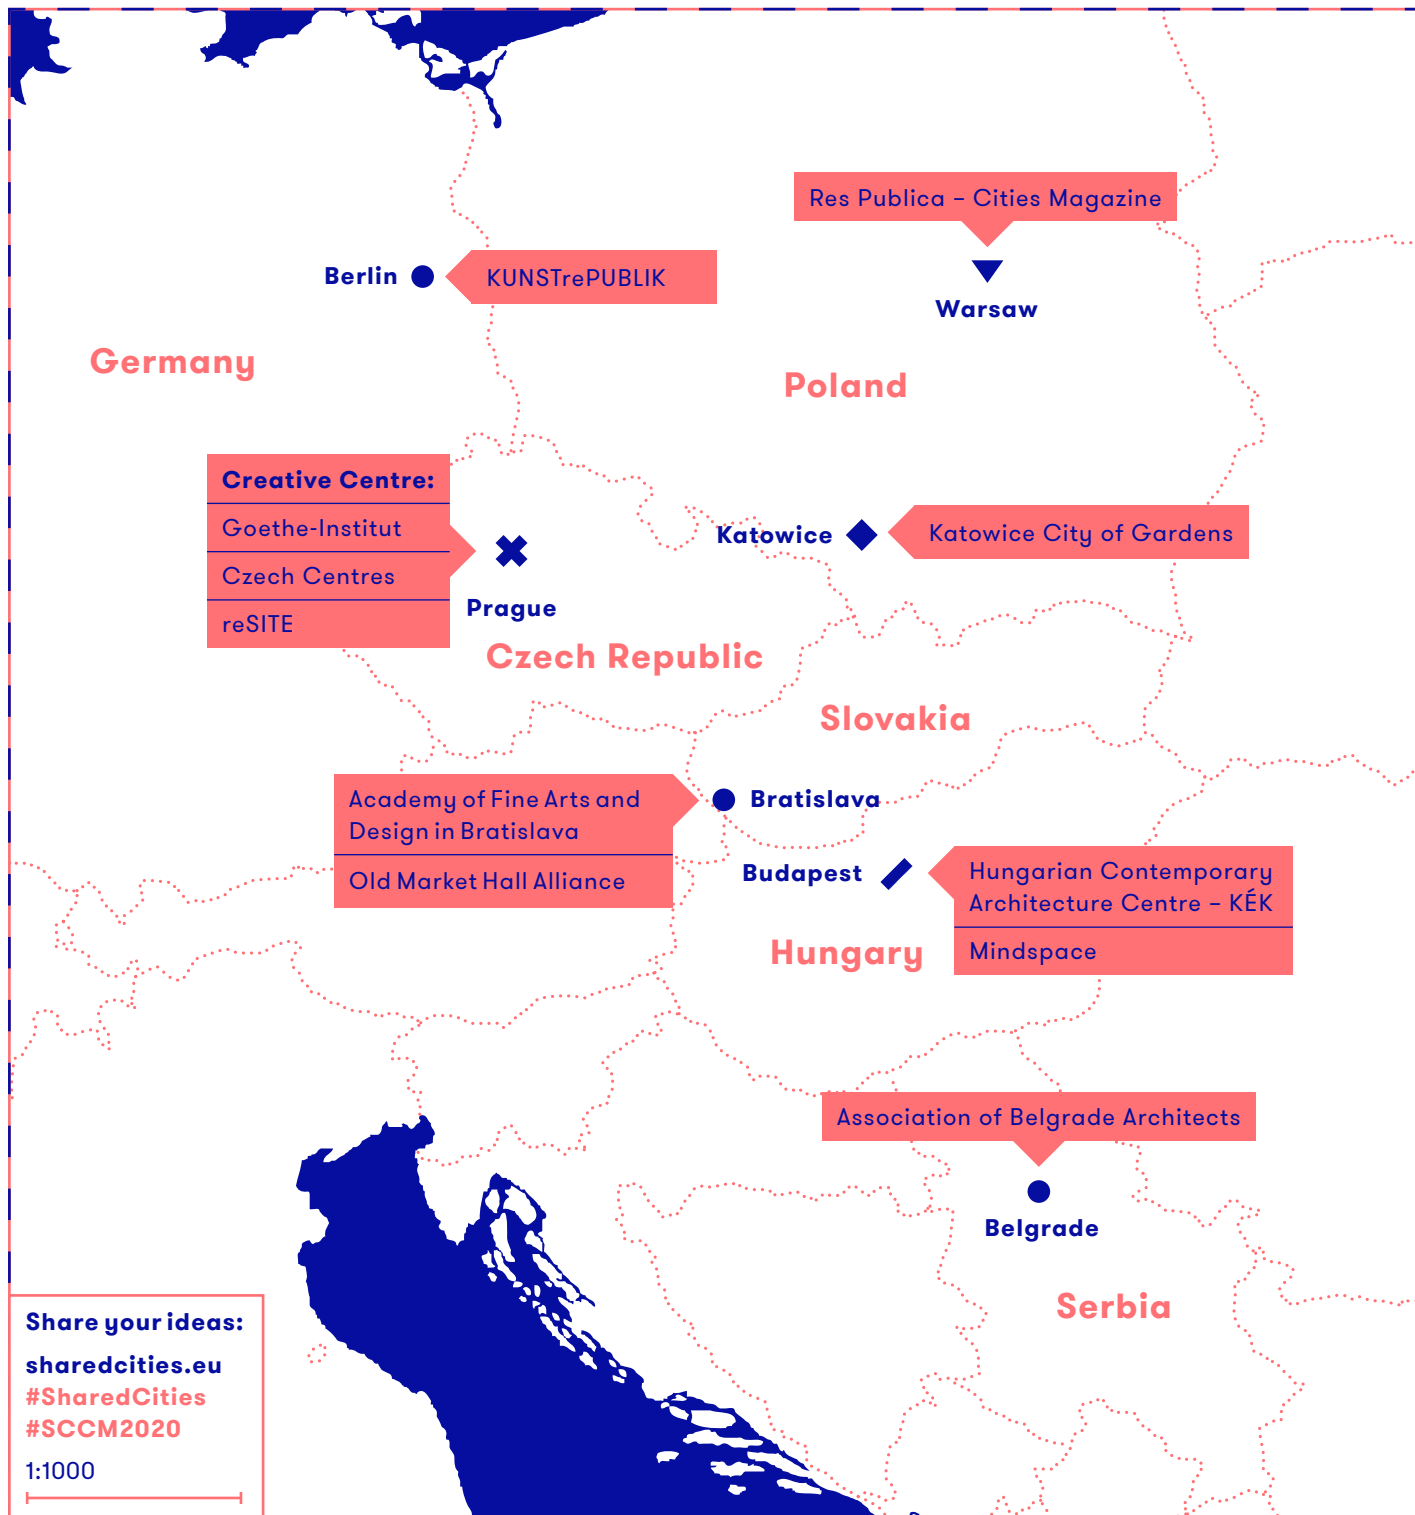 Res Publica – Cities Magazine
Berlin
KUNSTrePUBLIK
Warsaw
Germany
Poland
Creative Centre:
Goethe-Institut
Czech Centres
reSITE
Prague
Katowice
Katowice City of Gardens
Czech Republic
Slovakia
Academy of Fine Arts and
Design in Bratislava
Old Market Hall Alliance
Bratislava
Budapest
Hungarian Contemporary
Architecture Centre – KÉK
Mindspace
Hungary
Association of Belgrade Architects
Belgrade
Serbia
Share your ideas:
sharedcities.eu
#SharedCities
#SCCM2020
1:1000